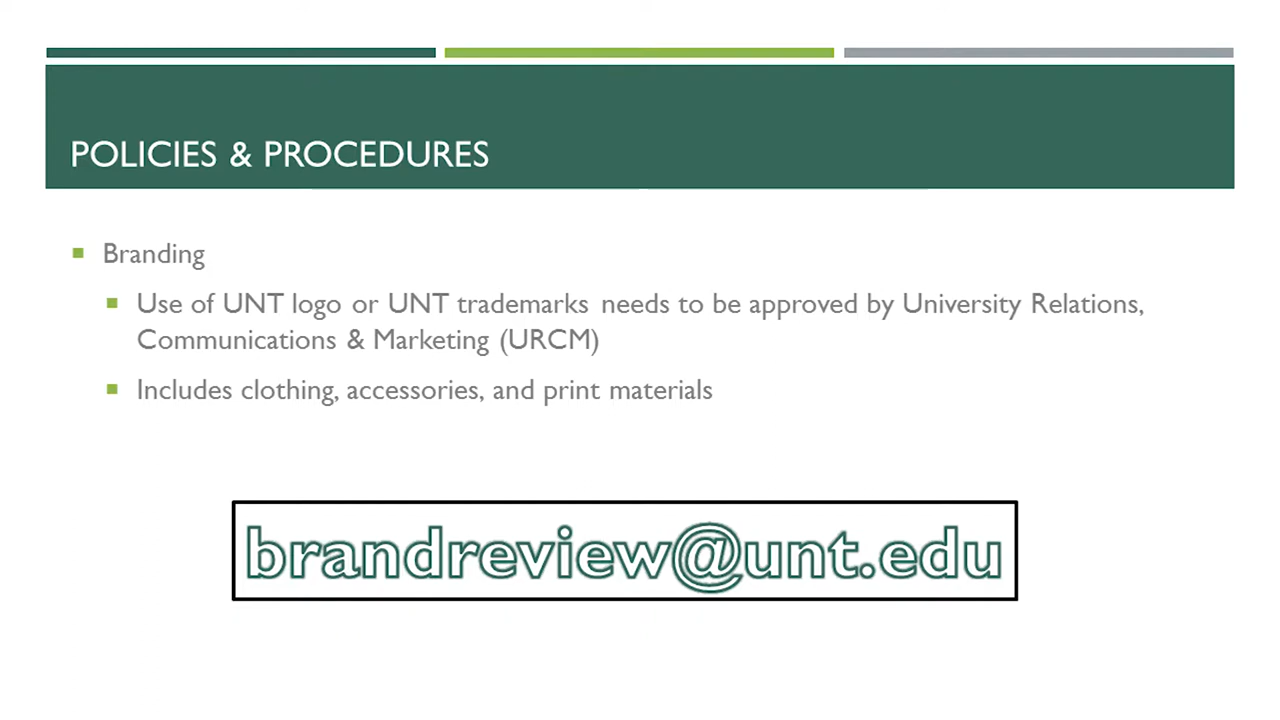 POLICIES & PROCEDURES
Branding
Use of UNT logo or UNT trademarks needs to be approved by University Relations,
Communications & Marketing (URCM)
Includes clothing, accessories, and print materials
brandreview@unt.edu